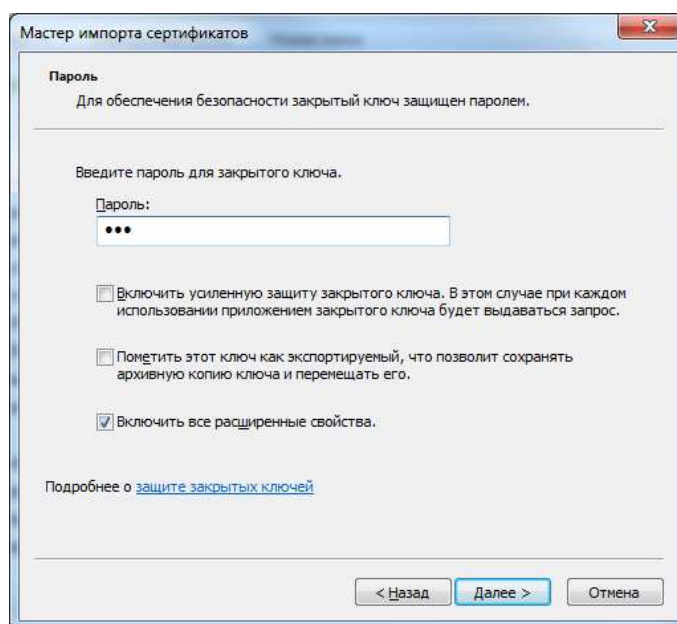 Мастер импорта сертификатов
Пароль
Для обеспечения безопасности закрытый ключ защищен паролем.
Введите пароль для закрытого ключа.
Пароль:
•••
Включить усиленную защиту закрытого ключа. В этом случае при каждом
использовании приложением закрытого ключа будет выдаваться запрос.
Пометить этот ключ как экспортируемый, что позволит сохранять
архивную копию ключа и перемещать его.
Включить все расширенные свойства.
Подробнее о защите закрытых ключей
< Назад
Далее >
Отмена